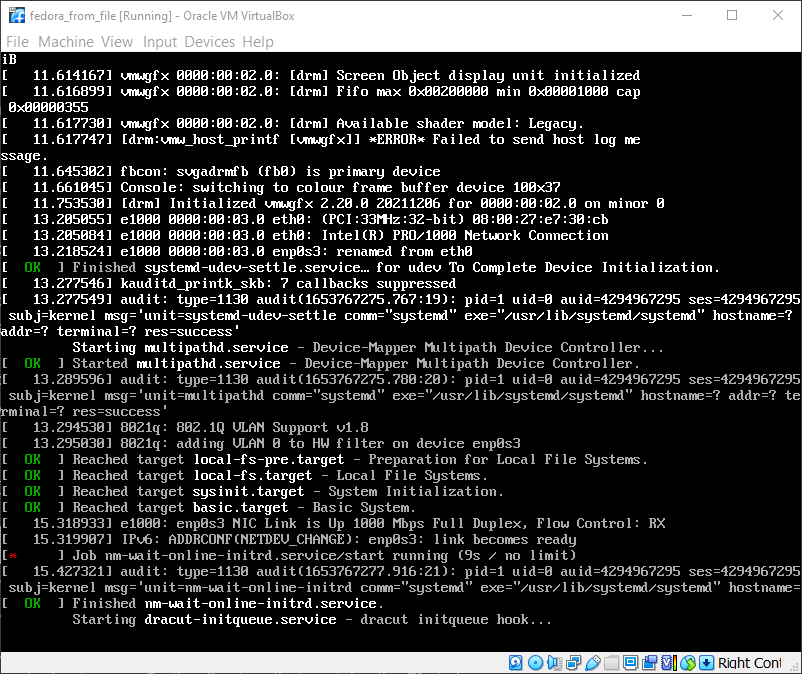 fedora_from_file [Running] - Oracle VM VirtualBox
File Machine View Input Devices Help
iB
[   11.614167] vmwgfx 0000:00:02.0: [drm] Screen Object display unit initialized
[   11.616899] vmwgfx 0000:00:02.0: [drm] Fifo max 0x00200000 min 0x00001000 cap
 0x00000355
[   11.617730] vmwgfx 0000:00:02.0: [drm] Available shader model: Legacy.
[   11.617747] [drm:vmw_host_printf [vmwgfx]] *ERROR* Failed to send host log me
ssage.
[   11.645302] fbcon: svgadrmfb (fb0) is primary device
[   11.661045] Console: switching to colour frame buffer device 100x37
[   11.753530] [drm] Initialized vmwgfx 2.20.0 20211206 for 0000:00:02.0 on minor 0
[   13.205055] e1000 0000:00:03.0 eth0: (PCI:33MHz:32-bit) 08:00:27:e7:30:cb
[   13.205084] e1000 0000:00:03.0 eth0: Intel(R) PRO/1000 Network Connection
[   13.218524] e1000 0000:00:03.0 enp0s3: renamed from eth0
[  OK  ] Finished systemd-udev-settle.service… for udev To Complete Device Initialization.
[   13.277546] kauditd_printk_skb: 7 callbacks suppressed
[   13.277549] audit: type=1130 audit(1653767275.767:19): pid=1 uid=0 auid=4294967295 ses=4294967295
 subj=kernel msg='unit=systemd-udev-settle comm="systemd" exe="/usr/lib/systemd/systemd" hostname=?
addr=? terminal=? res=success'
         Starting multipathd.service - Device-Mapper Multipath Device Controller...
[  OK  ] Started multipathd.service - Device-Mapper Multipath Device Controller.
[   13.289596] audit: type=1130 audit(1653767275.780:20): pid=1 uid=0 auid=4294967295 ses=4294967295
 subj=kernel msg='unit=multipathd comm="systemd" exe="/usr/lib/systemd/systemd" hostname=? addr=? te
rminal=? res=success'
[   13.294530] 8021q: 802.1Q VLAN Support v1.8
[   13.295030] 8021q: adding VLAN 0 to HW filter on device enp0s3
[  OK  ] Reached target local-fs-pre.target - Preparation for Local File Systems.
[  OK  ] Reached target local-fs.target - Local File Systems.
[  OK  ] Reached target sysinit.target - System Initialization.
[  OK  ] Reached target basic.target - Basic System.
[   15.318933] e1000: enp0s3 NIC Link is Up 1000 Mbps Full Duplex, Flow Control: RX
[   15.319907] IPv6: ADDRCONF(NETDEV_CHANGE): enp0s3: link becomes ready
[*     ] Job nm-wait-online-initrd.service/start running (9s / no limit)
[   15.427321] audit: type=1130 audit(1653767277.916:21): pid=1 uid=0 auid=4294967295 ses=4294967295
 subj=kernel msg='unit=nm-wait-online-initrd comm="systemd" exe="/usr/lib/systemd/systemd" hostname=
[  OK  ] Finished nm-wait-online-initrd.service.
         Starting dracut-initqueue.service - dracut initqueue hook...
Right Cont